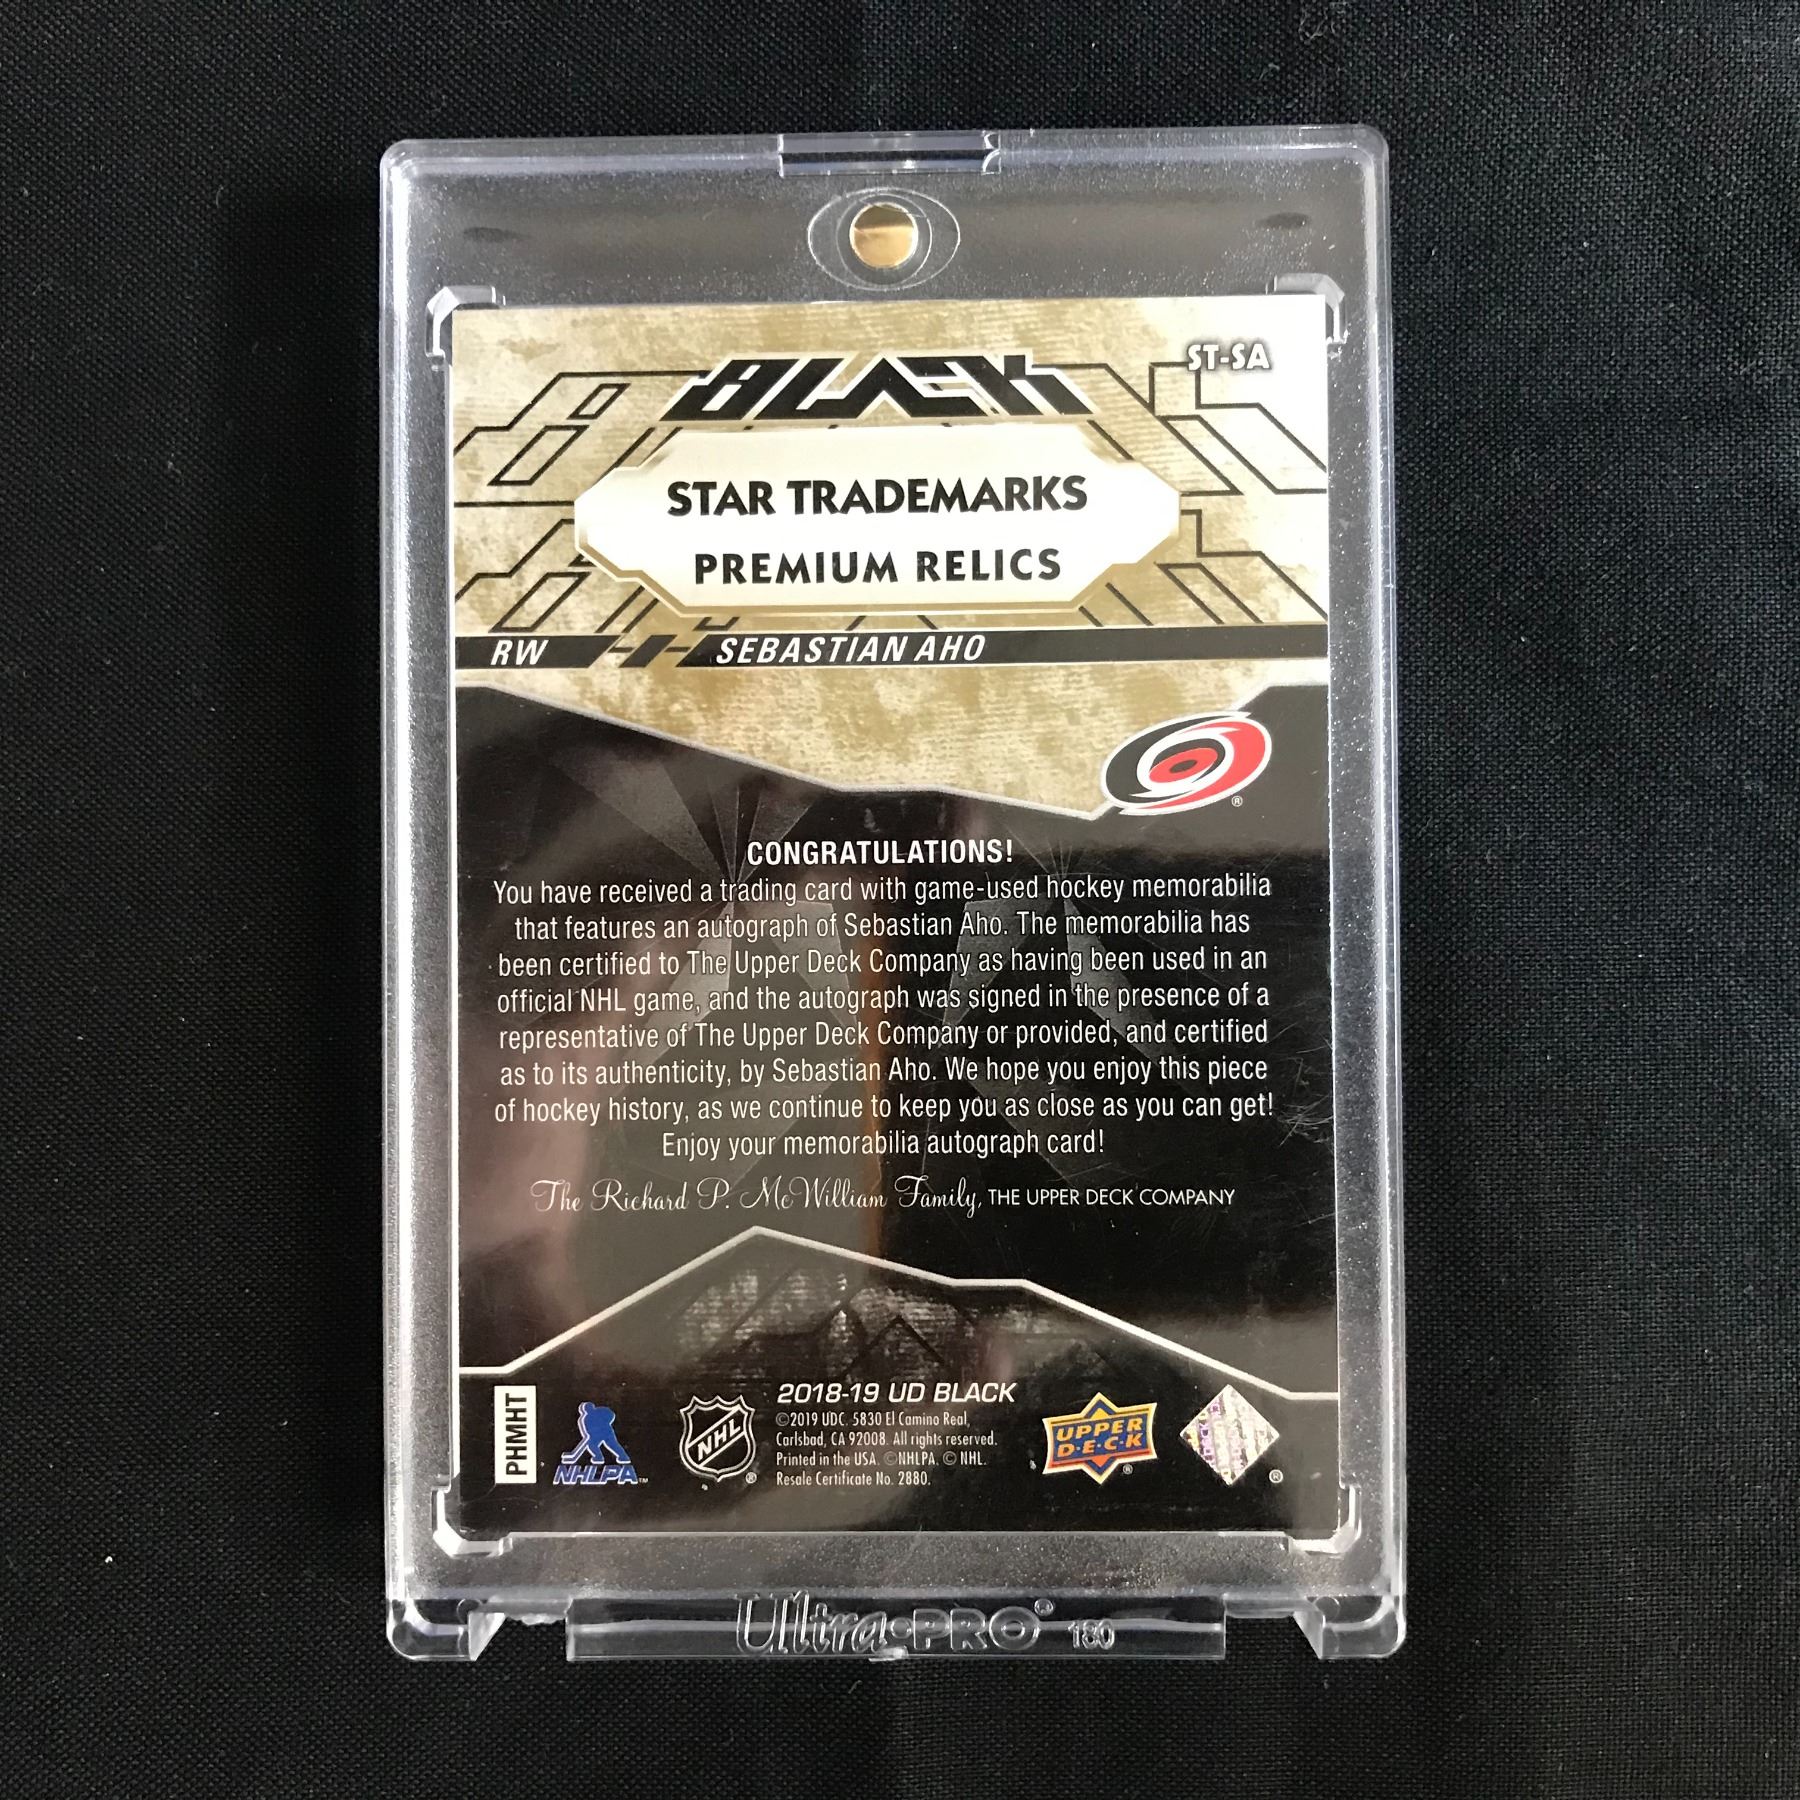 ST-SA
BLACK
STAR TRADEMARKS
PREMIUM RELICS
RW SEBASTIAN AHO
®
CONGRATULATIONS!
You have received a trading card with game-used hockey memorabilia
that features an autograph of Sebastian Aho. The memorabilia has
been certified to The Upper Deck Company as having been used in an
official NHL game, and the autograph was signed in the presence of a
representative of The Upper Deck Company or provided, and certified
as to its authenticity, by Sebastian Aho. We hope you enjoy this piece
of hockey history, as we continue to keep you as close as you can get!
Enjoy your memorabilia autograph card!
The Richard P. McWilliam Family, THE UPPER DECK COMPANY
PHMHT
NHLPA™
NHL ®
2018-19 UD BLACK
©2019 UDC. 5830 El Camino Real,
Carlsbad, CA 92008. All rights reserved.
Printed in the USA. ©NHLPA. © NHL.
Resale Certificate No. 2880.
UPPER
D·E·C·K ®
®
Ultra·PRO® 180